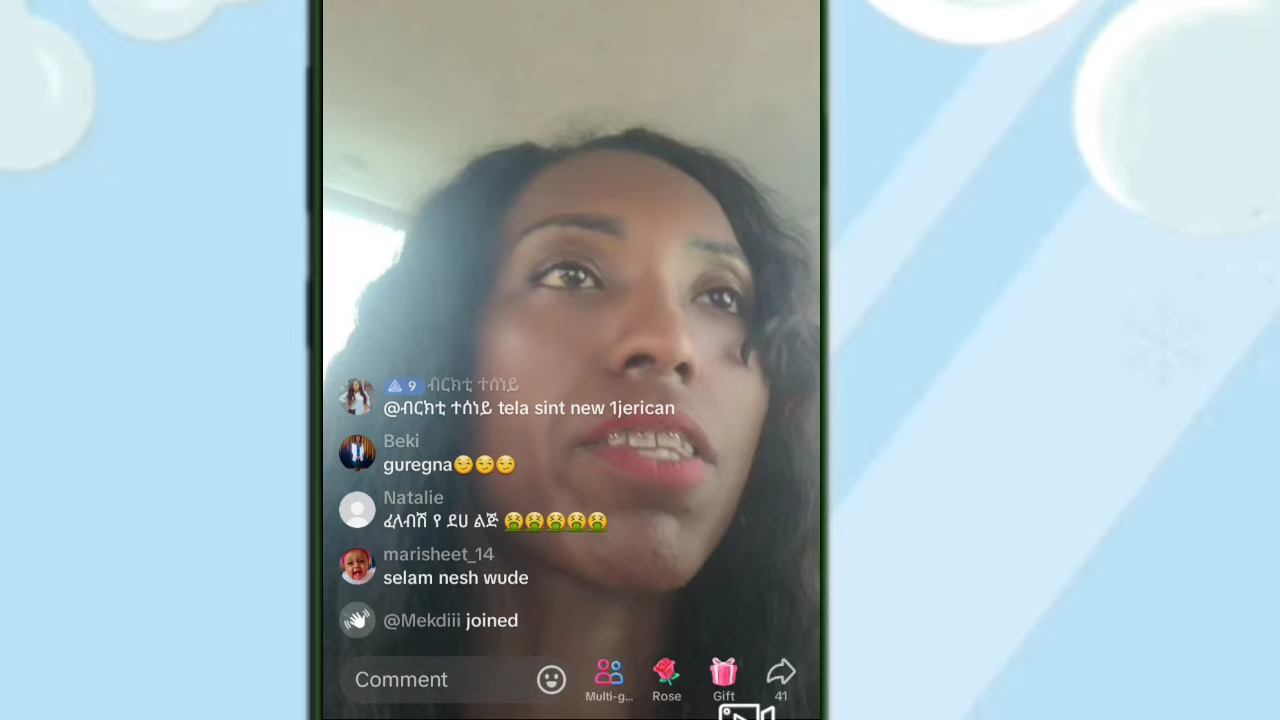 9 ብርክቲ ተሰነይ
@ብርክቲ ተሰነይ tela sint new 1jerican
Beki
guregna😏😏😏
Natalie
ፈለብሽ የ ደሀ ልጅ 🤮🤮🤮🤮🤮
marisheet_14
selam nesh wude
@Mekdiii joined
Comment
Multi-g...
Rose
Gift
41